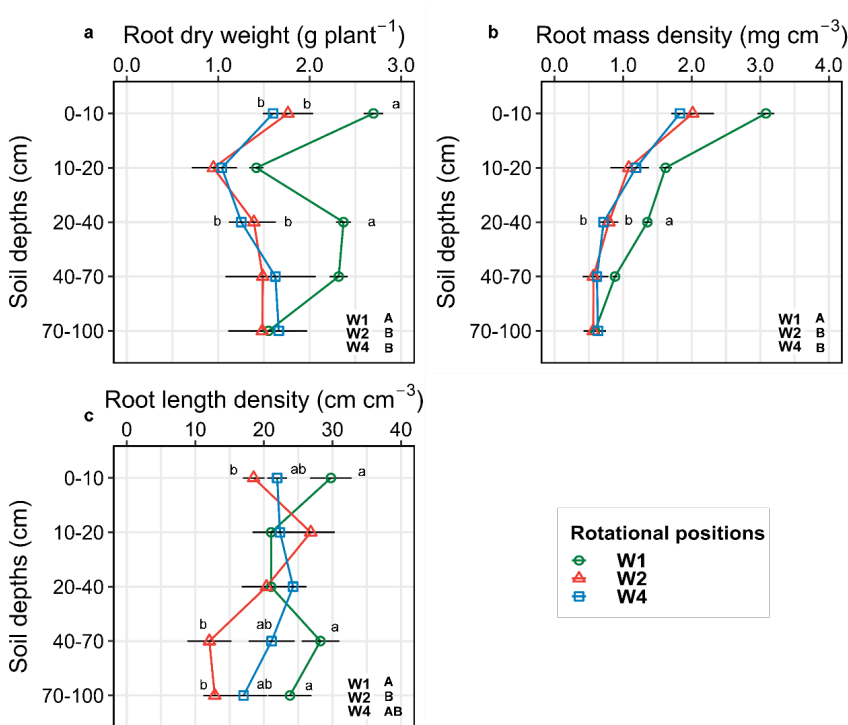 a Root dry weight (g plant⁻¹)
0.0 1.0 2.0 3.0
Soil depths (cm)
0-10 b b a
10-20
20-40 b b a
40-70
70-100
W1 A
W2 B
W4 B
b Root mass density (mg cm⁻³)
0.0 1.0 2.0 3.0 4.0
Soil depths (cm)
0-10
10-20
20-40 b b a
40-70
70-100
W1 A
W2 B
W4 B
c Root length density (cm cm⁻³)
0 10 20 30 40
Soil depths (cm)
0-10 b ab a
10-20
20-40
40-70 b ab a
70-100 b ab a
W1 A
W2 B
W4 AB
Rotational positions
W1
W2
W4